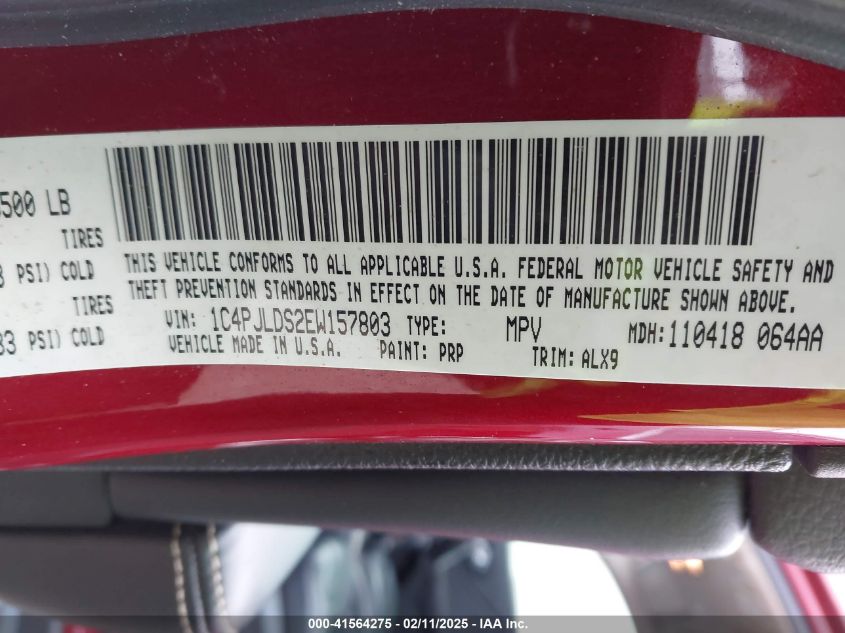 500 LB
TIRES
PSI) COLD
TIRES
PSI) COLD
THIS VEHICLE CONFORMS TO ALL APPLICABLE U.S.A. FEDERAL MOTOR VEHICLE SAFETY AND
THEFT PREVENTION STANDARDS IN EFFECT ON THE DATE OF MANUFACTURE SHOWN ABOVE.
VIN: 1C4PJLDS2EW157803 TYPE: MPV MDH:110418 064AA
VEHICLE MADE IN U.S.A. PAINT: PRP TRIM: ALX9
000-41564275 | 02/11/2025 - IAA Inc.